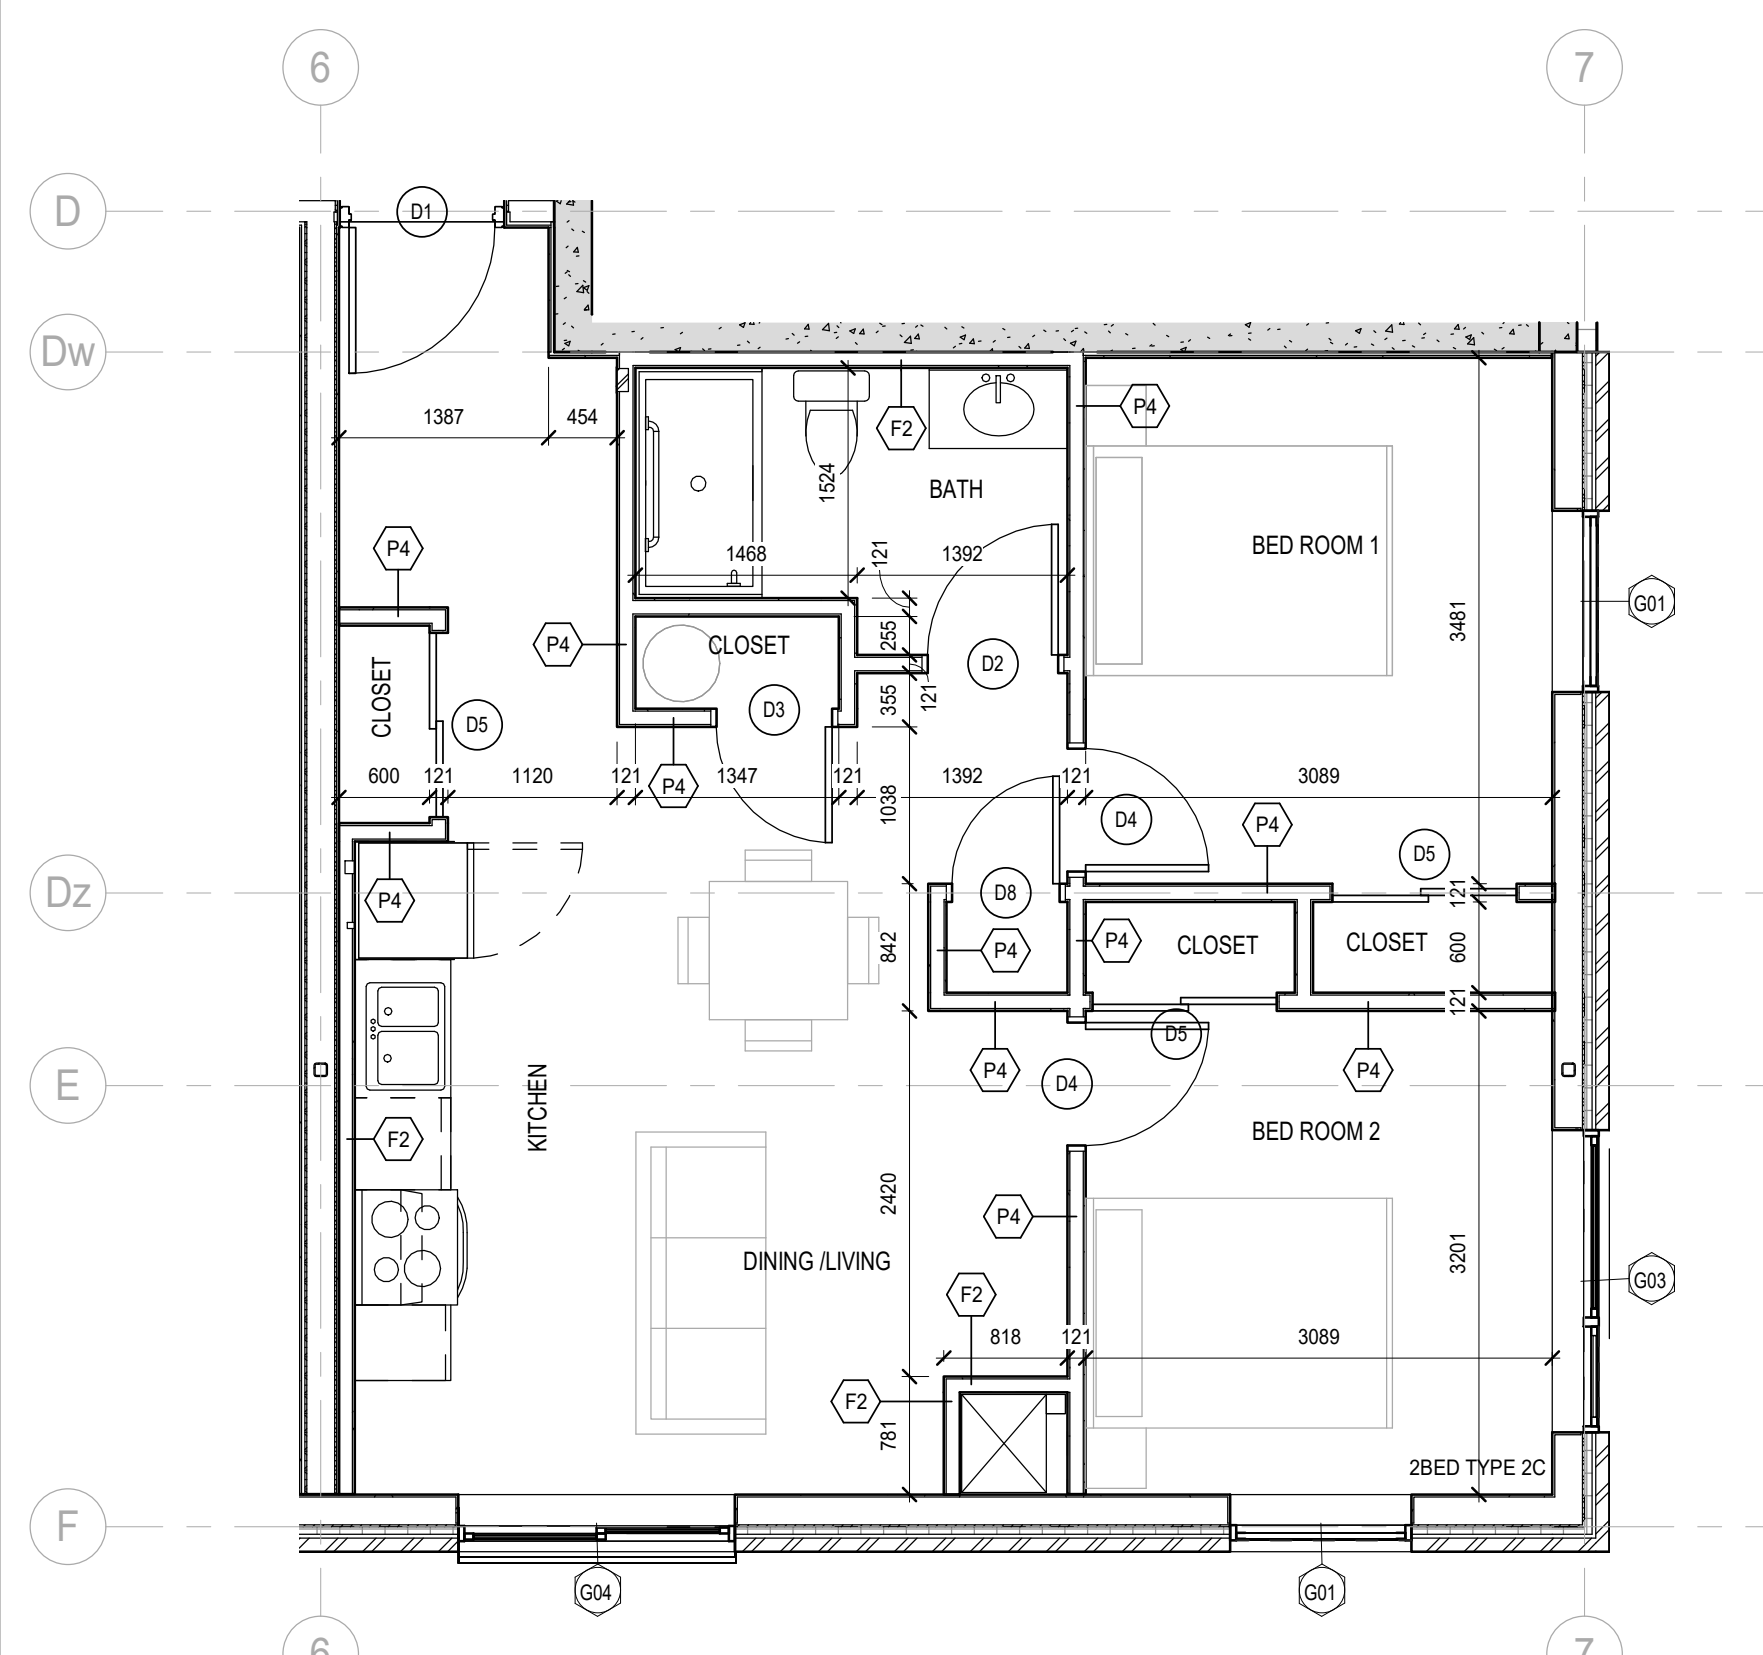 6
7
D
D1
Dw
1387
454
P4
F2
1524
BATH
P4
BED ROOM 1
1468
121
1392
G01
P4
CLOSET
255
D2
3481
CLOSET
D5
D3
355
121
600
121
1120
121
P4
1347
121
1038
1392
121
3089
D4
P4
D5
Dz
P4
D8
121
842
P4
P4
CLOSET
CLOSET
600
121
D5
E
P4
D4
P4
KITCHEN
F2
BED ROOM 2
2420
P4
DINING /LIVING
3201
G03
F2
818
121
3089
F2
781
2BED TYPE 2C
F
G04
G01
6
7